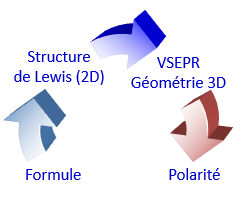 Structure
de Lewis (2D)
VSEPR
Géométrie 3D
Formule
Polarité